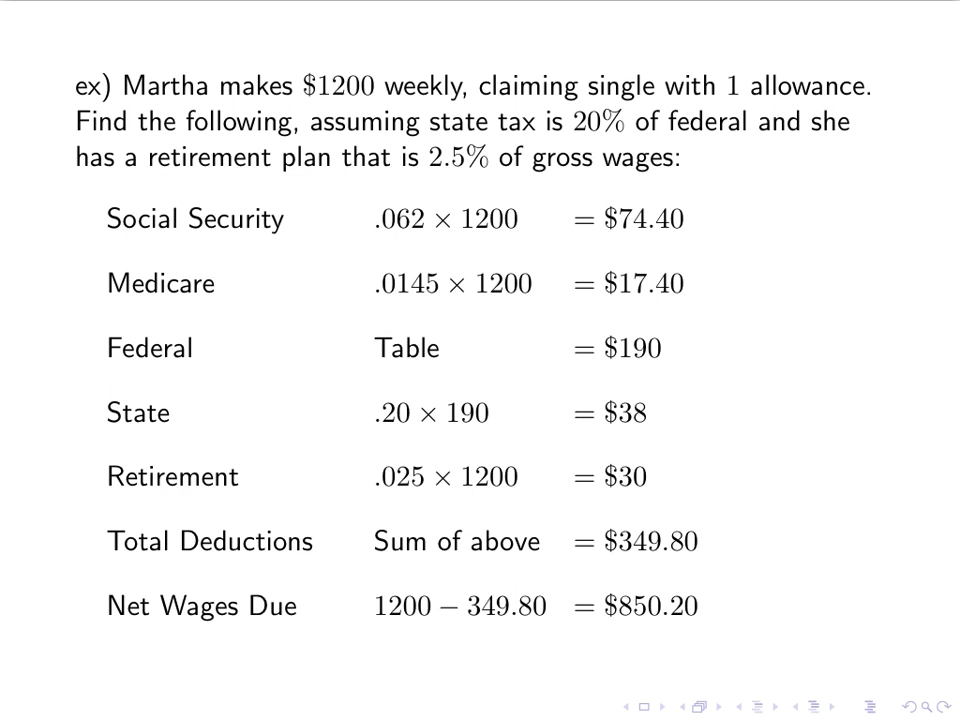 ex) Martha makes $1200 weekly, claiming single with 1 allowance.
Find the following, assuming state tax is 20% of federal and she
has a retirement plan that is 2.5% of gross wages:
Social Security .062 × 1200 = $74.40
Medicare .0145 × 1200 = $17.40
Federal Table = $190
State .20 × 190 = $38
Retirement .025 × 1200 = $30
Total Deductions Sum of above = $349.80
Net Wages Due 1200 − 349.80 = $850.20